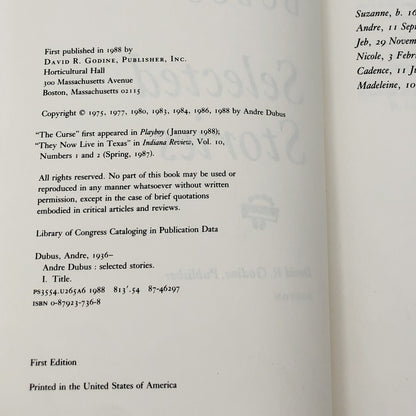 First published in 1988 by
DAVID R. GODINE, PUBLISHER, INC.
Horticultural Hall
300 Massachusetts Avenue
Boston, Massachusetts 02115
Copyright © 1975, 1977, 1980, 1983, 1984, 1986, 1988 by Andre Dubus
"The Curse" first appeared in Playboy (January 1988);
"They Now Live in Texas" in Indiana Review, Vol. 10,
Numbers 1 and 2 (Spring, 1987).
All rights reserved. No part of this book may be used or
reproduced in any manner whatsoever without written
permission, except in the case of brief quotations
embodied in critical articles and reviews.
Library of Congress Cataloging in Publication Data
Dubus, Andre, 1936–
Andre Dubus : selected stories.
I. Title.
PS3554.U265A6 1988 813'.54 87-46297
ISBN 0-87923-736-8
First Edition
Printed in the United States of America
Suzanne, b. 16
Andre, 11 Sept
Jeb, 29 Novem
Nicole, 3 Febr
Cadence, 11 Ju
Madeleine, 10
Selected
Stories
David R. Godine, Publisher